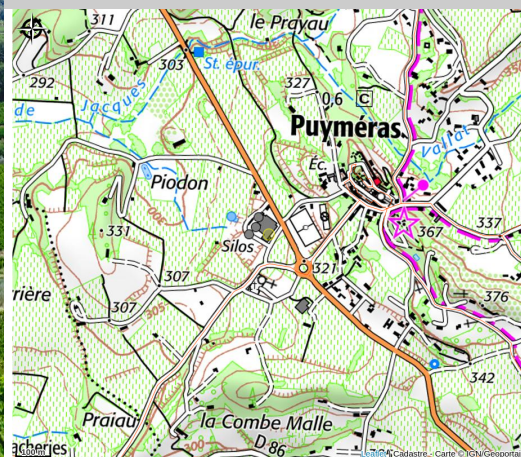 311
le Prayau
303
St. épur.
292
327
0.6
C
de
Jacques
Puyméras
Vallat
Éc.
Piodon
331
Silos
367
337
321
307
rière
307
305
300
376
342
Praiau
la Combe Malle
300
D 86
acheries
100 m
Leaflet
Cadastre - Carte © IGN/Geoportail